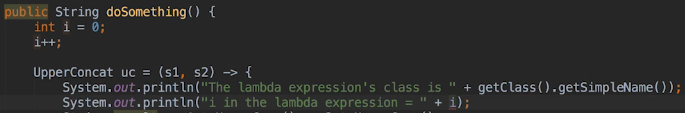 public String doSomething() {
int i = 0;
i++;
UpperConcat uc = (s1, s2) -> {
System.out.println("The lambda expression's class is " + getClass().getSimpleName());
System.out.println("i in the lambda expression = " + i);